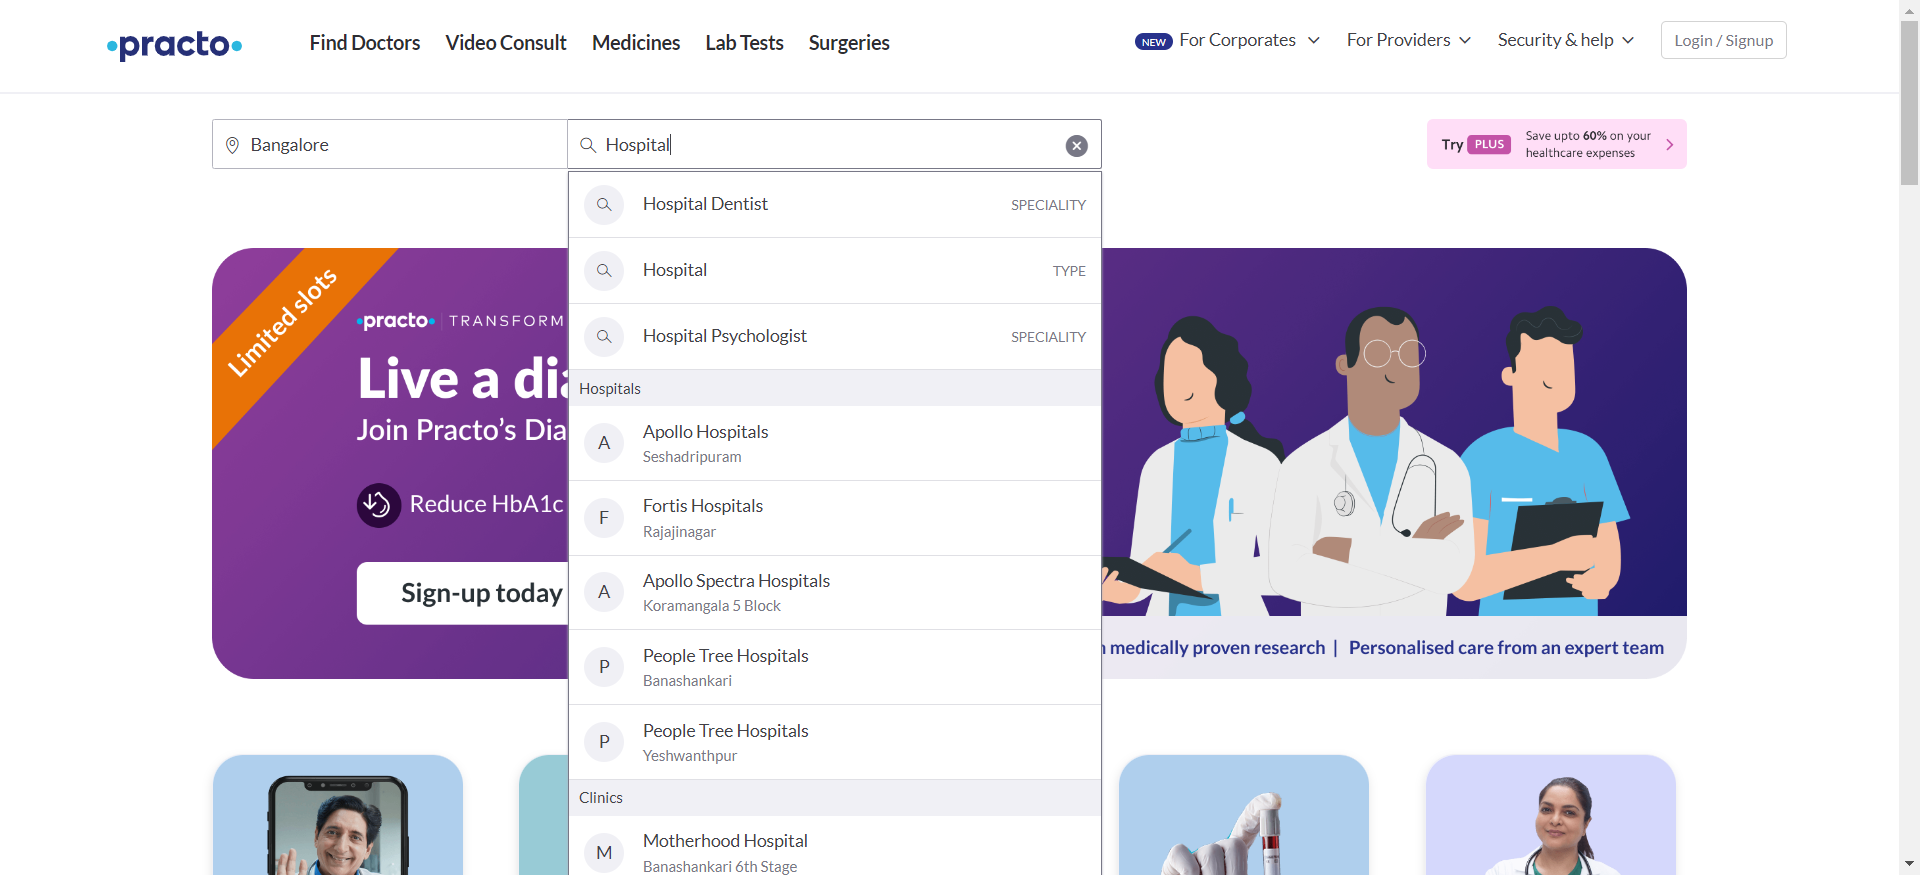 practo
Find Doctors
Video Consult
Medicines
Lab Tests
Surgeries
NEW For Corporates
For Providers
Security & help
Login / Signup
Bangalore
Hospital
Try PLUS
Save upto 60% on your
healthcare expenses
Hospital Dentist
SPECIALITY
Hospital
TYPE
Hospital Psychologist
SPECIALITY
Hospitals
A
Apollo Hospitals
Seshadripuram
F
Fortis Hospitals
Rajajinagar
A
Apollo Spectra Hospitals
Koramangala 5 Block
P
People Tree Hospitals
Banashankari
P
People Tree Hospitals
Yeshwanthpur
Clinics
M
Motherhood Hospital
Banashankari 6th Stage
Limited slots
practo | TRANSFORM
Live a dia
Join Practo's Dia
Reduce HbA1c
Sign-up today
medically proven research | Personalised care from an expert team